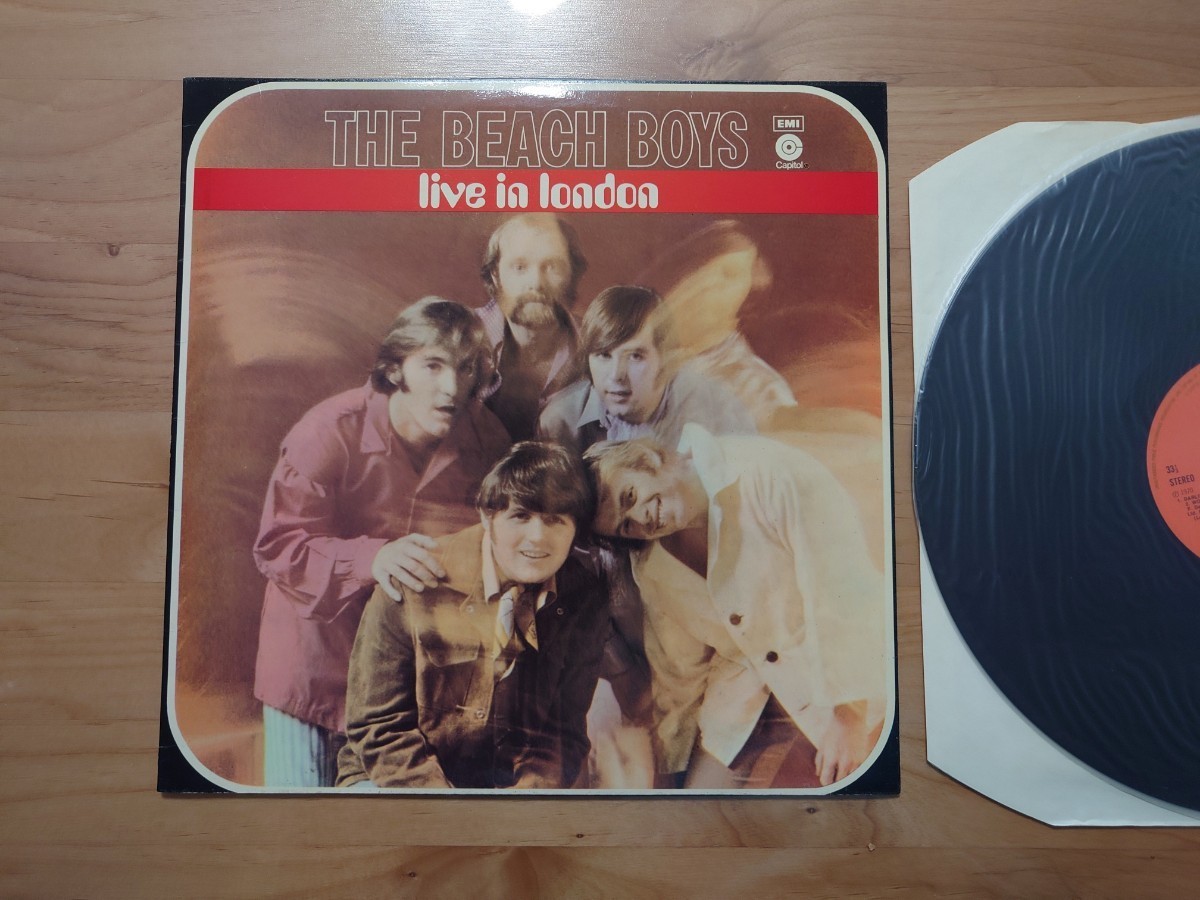 THE BEACH BOYS
EMI
Capitol
live in london
33⅓
STEREO